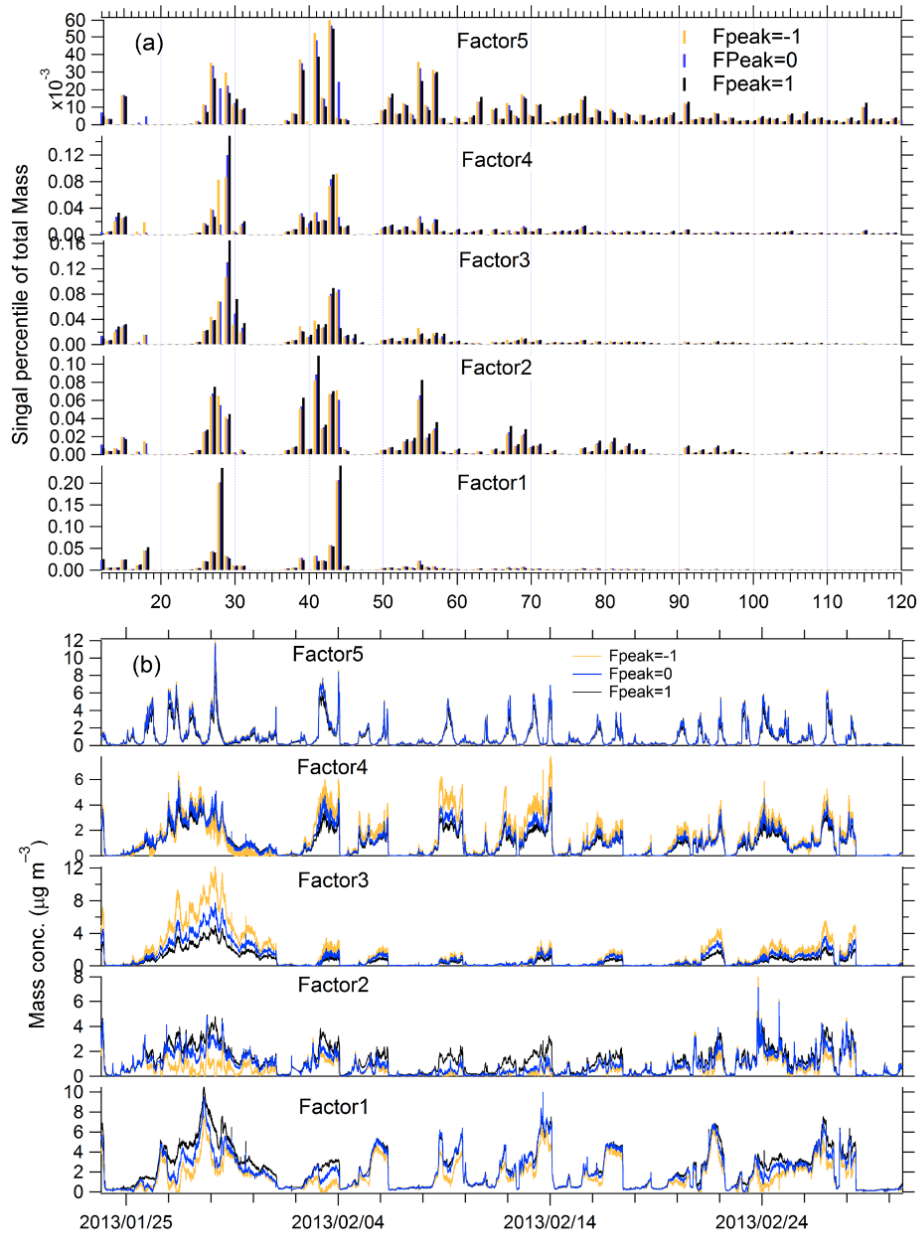 (a)
Factor5
Fpeak=-1
FPeak=0
Fpeak=1
60
50
40
30
20
10
0
x10⁻³
Singal percentile of total Mass
Factor4
0.12
0.08
0.04
0.00
Factor3
0.16
0.12
0.08
0.04
0.00
Factor2
0.10
0.08
0.06
0.04
0.02
0.00
Factor1
0.20
0.15
0.10
0.05
0.00
20 30 40 50 60 70 80 90 100 110 120
(b)
Factor5
Fpeak=-1
Fpeak=0
Fpeak=1
12
10
8
6
4
2
0
Mass conc. (µg m⁻³)
Factor4
6
4
2
0
Factor3
12
8
4
0
Factor2
8
6
4
2
0
Factor1
10
8
6
4
2
0
2013/01/25 2013/02/04 2013/02/14 2013/02/24